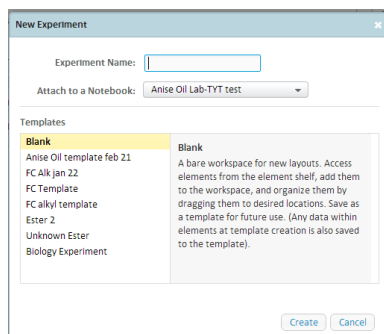 New Experiment
Experiment Name:
Attach to a Notebook: Anise Oil Lab-TYT test
Templates
Blank
Anise Oil template feb 21
FC Alk jan 22
FC Template
FC alkyl template
Ester 2
Unknown Ester
Biology Experiment
Blank
A bare workspace for new layouts. Access
elements from the element shelf, add them
to the workspace, and organize them by
dragging them to desired locations. Save as
a template for future use. (Any data within
elements at template creation is also saved
to the template).
Create Cancel